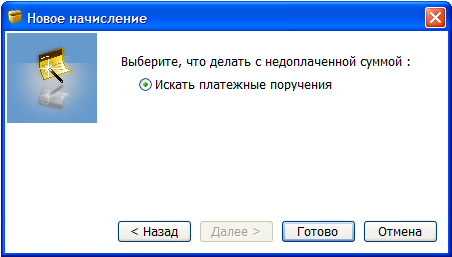 Новое начисление
Выберите, что делать с недоплаченной суммой :
Искать платежные поручения
< Назад
Далее >
Готово
Отмена